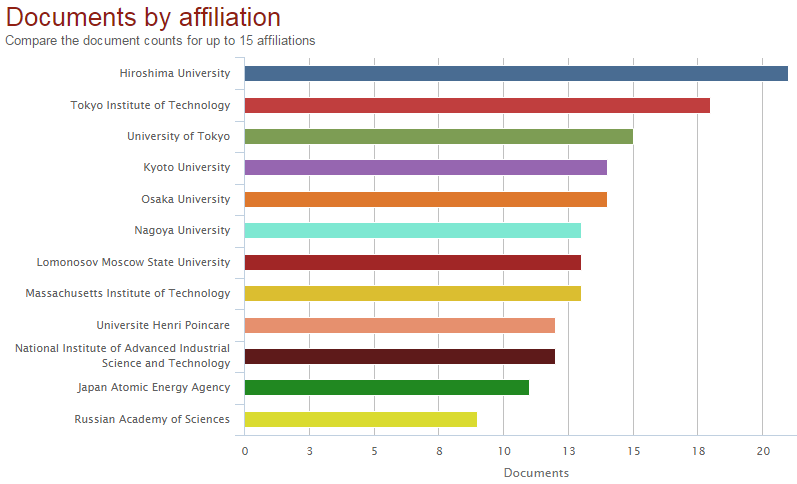 Documents by affiliation
Compare the document counts for up to 15 affiliations
Hiroshima University
Tokyo Institute of Technology
University of Tokyo
Kyoto University
Osaka University
Nagoya University
Lomonosov Moscow State University
Massachusetts Institute of Technology
Universite Henri Poincare
National Institute of Advanced Industrial
Science and Technology
Japan Atomic Energy Agency
Russian Academy of Sciences
0 3 5 8 10 13 15 18 20
Documents